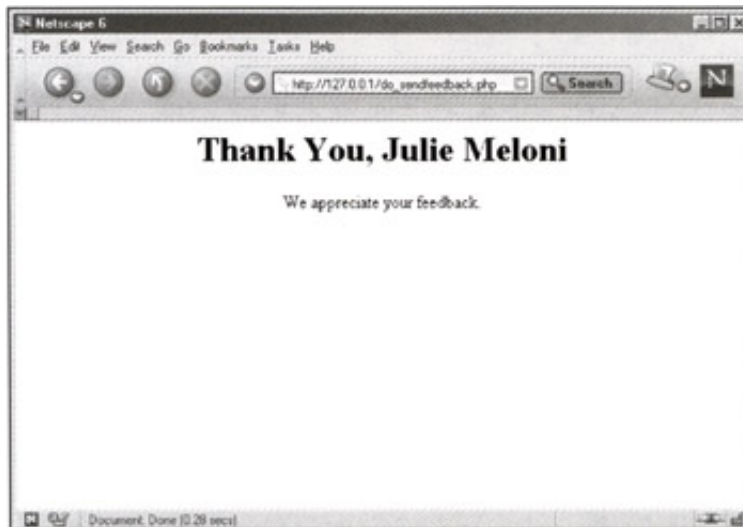 Netscape 6
File Edit View Search Go Bookmarks Tasks Help
http://127.0.0.1/do_sendfeedback.php Search N
Thank You, Julie Meloni
We appreciate your feedback.
Document: Done (0.28 secs)